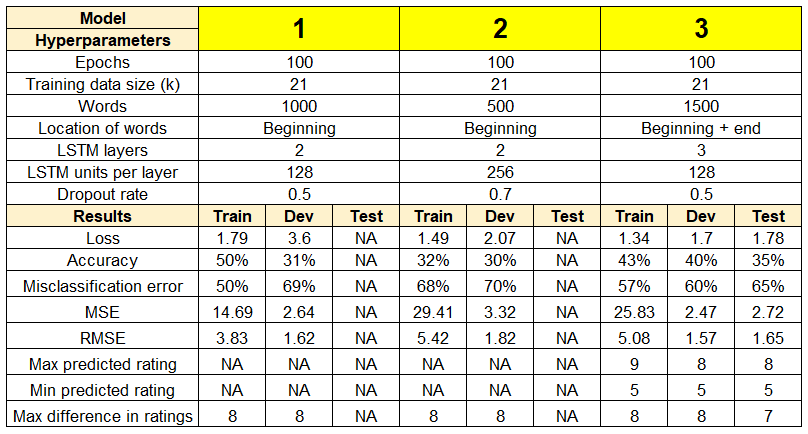 Model 1 2 3
Hyperparameters
Epochs 100 100 100
Training data size (k) 21 21 21
Words 1000 500 1500
Location of words Beginning Beginning Beginning + end
LSTM layers 2 2 3
LSTM units per layer 128 256 128
Dropout rate 0.5 0.7 0.5
Results Train Dev Test Train Dev Test Train Dev Test
Loss 1.79 3.6 NA 1.49 2.07 NA 1.34 1.7 1.78
Accuracy 50% 31% NA 32% 30% NA 43% 40% 35%
Misclassification error 50% 69% NA 68% 70% NA 57% 60% 65%
MSE 14.69 2.64 NA 29.41 3.32 NA 25.83 2.47 2.72
RMSE 3.83 1.62 NA 5.42 1.82 NA 5.08 1.57 1.65
Max predicted rating NA NA NA NA NA NA 9 8 8
Min predicted rating NA NA NA NA NA NA 5 5 5
Max difference in ratings 8 8 NA 8 8 NA 8 8 7